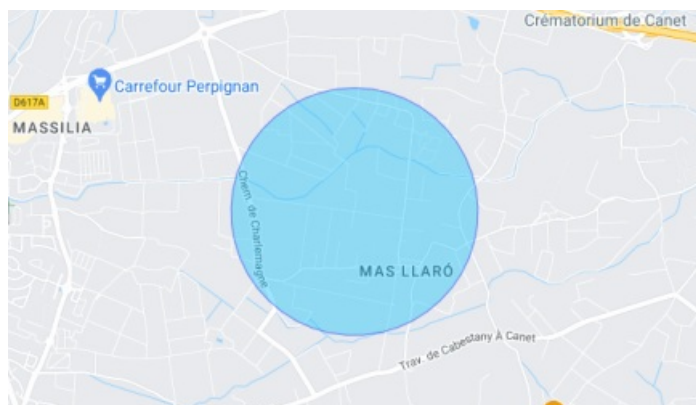 Crématorium de Canet
Carrefour Perpignan
D617A
MASSILIA
Chem. de Charlemagne
MAS LLARÓ
Trav. de Cabestany À Canet